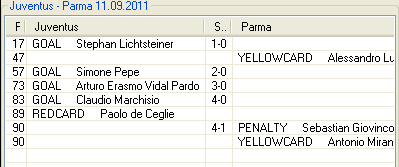 Juventus - Parma 11.09.2011
F Juventus S.. Parma
17 GOAL Stephan Lichtsteiner 1-0
47 YELLOWCARD Alessandro Lu
57 GOAL Simone Pepe 2-0
73 GOAL Arturo Erasmo Vidal Pardo 3-0
83 GOAL Claudio Marchisio 4-0
89 REDCARD Paolo de Ceglie
90 4-1 PENALTY Sebastian Giovinco
90 YELLOWCARD Antonio Miran